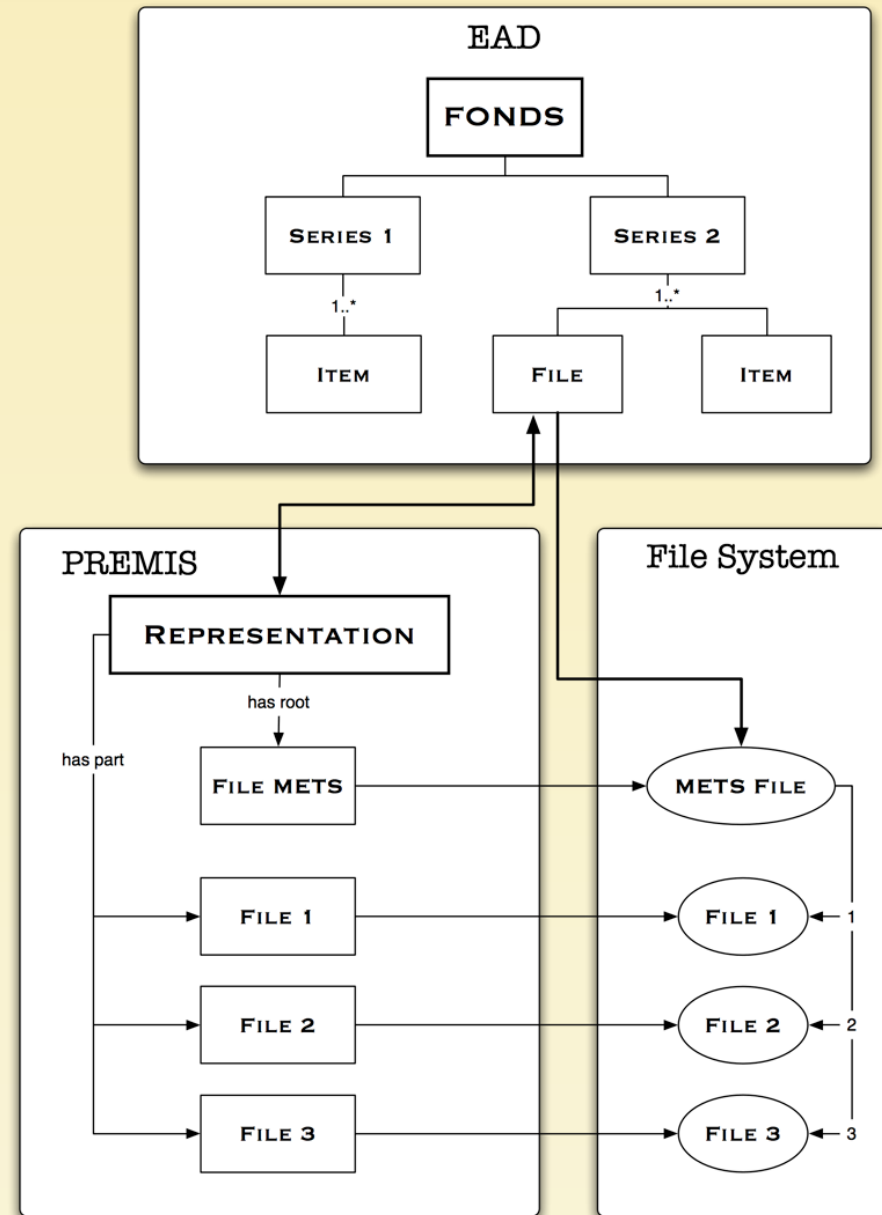 EAD
FONDS
SERIES 1
SERIES 2
1..*
1..*
ITEM
FILE
ITEM
PREMIS
File System
REPRESENTATION
has root
has part
FILE METS
METS FILE
FILE 1
FILE 1
1
FILE 2
FILE 2
2
FILE 3
FILE 3
3